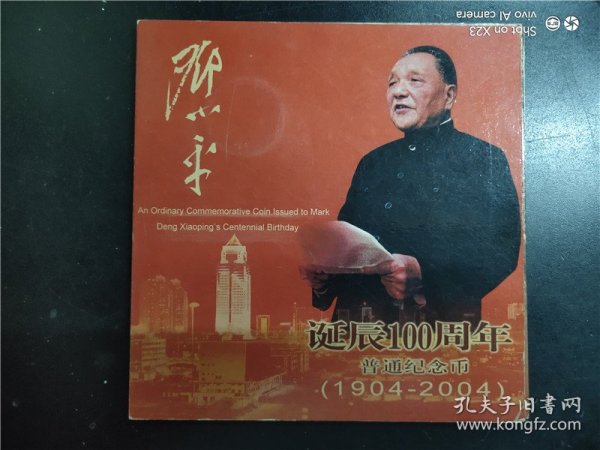 Shot on X23
vivo AI camera
邓小平
An Ordinary Commemorative Coin Issued to Mark
Deng Xiaoping's Centennial Birthday
诞辰100周年
普通纪念币
(1904-2004)
孔夫子旧書网
www.kongfz.com